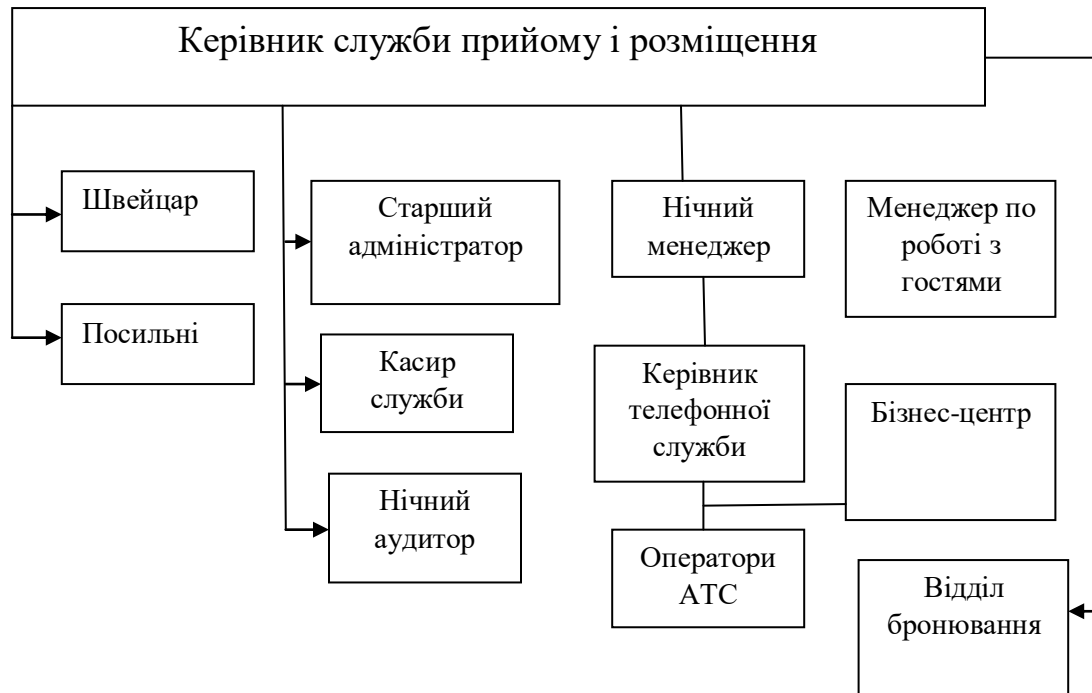 Керівник служби прийому і розміщення
Швейцар
Посильні
Старший
адміністратор
Касир
служби
Нічний
аудитор
Нічний
менеджер
Керівник
телефонної
служби
Оператори
АТС
Менеджер по
роботі з
гостями
Бізнес-центр
Відділ
бронювання